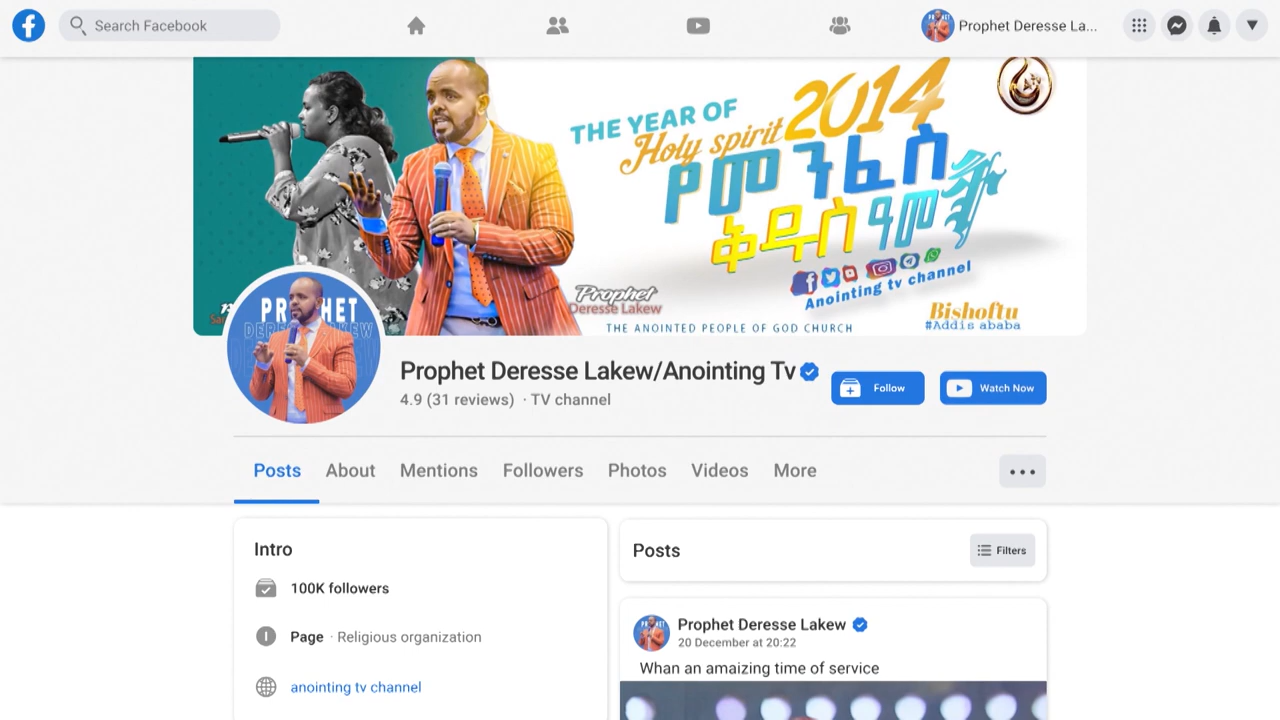 Search Facebook
Prophet Deresse La...
THE YEAR OF
Holy spirit
2014
የመንፈስ
ቅዱስ ዓመት
Anointing tv channel
Prophet
Deresse Lakew
Bishoftu
#Addis ababa
THE ANOINTED PEOPLE OF GOD CHURCH
PROPHET
DERESSE LAKEW
Prophet Deresse Lakew/Anointing Tv
4.9 (31 reviews) · TV channel
Follow
Watch Now
Posts
About
Mentions
Followers
Photos
Videos
More
Intro
100K followers
Page · Religious organization
anointing tv channel
Posts
Filters
Prophet Deresse Lakew
20 December at 20:22
Whan an amaizing time of service